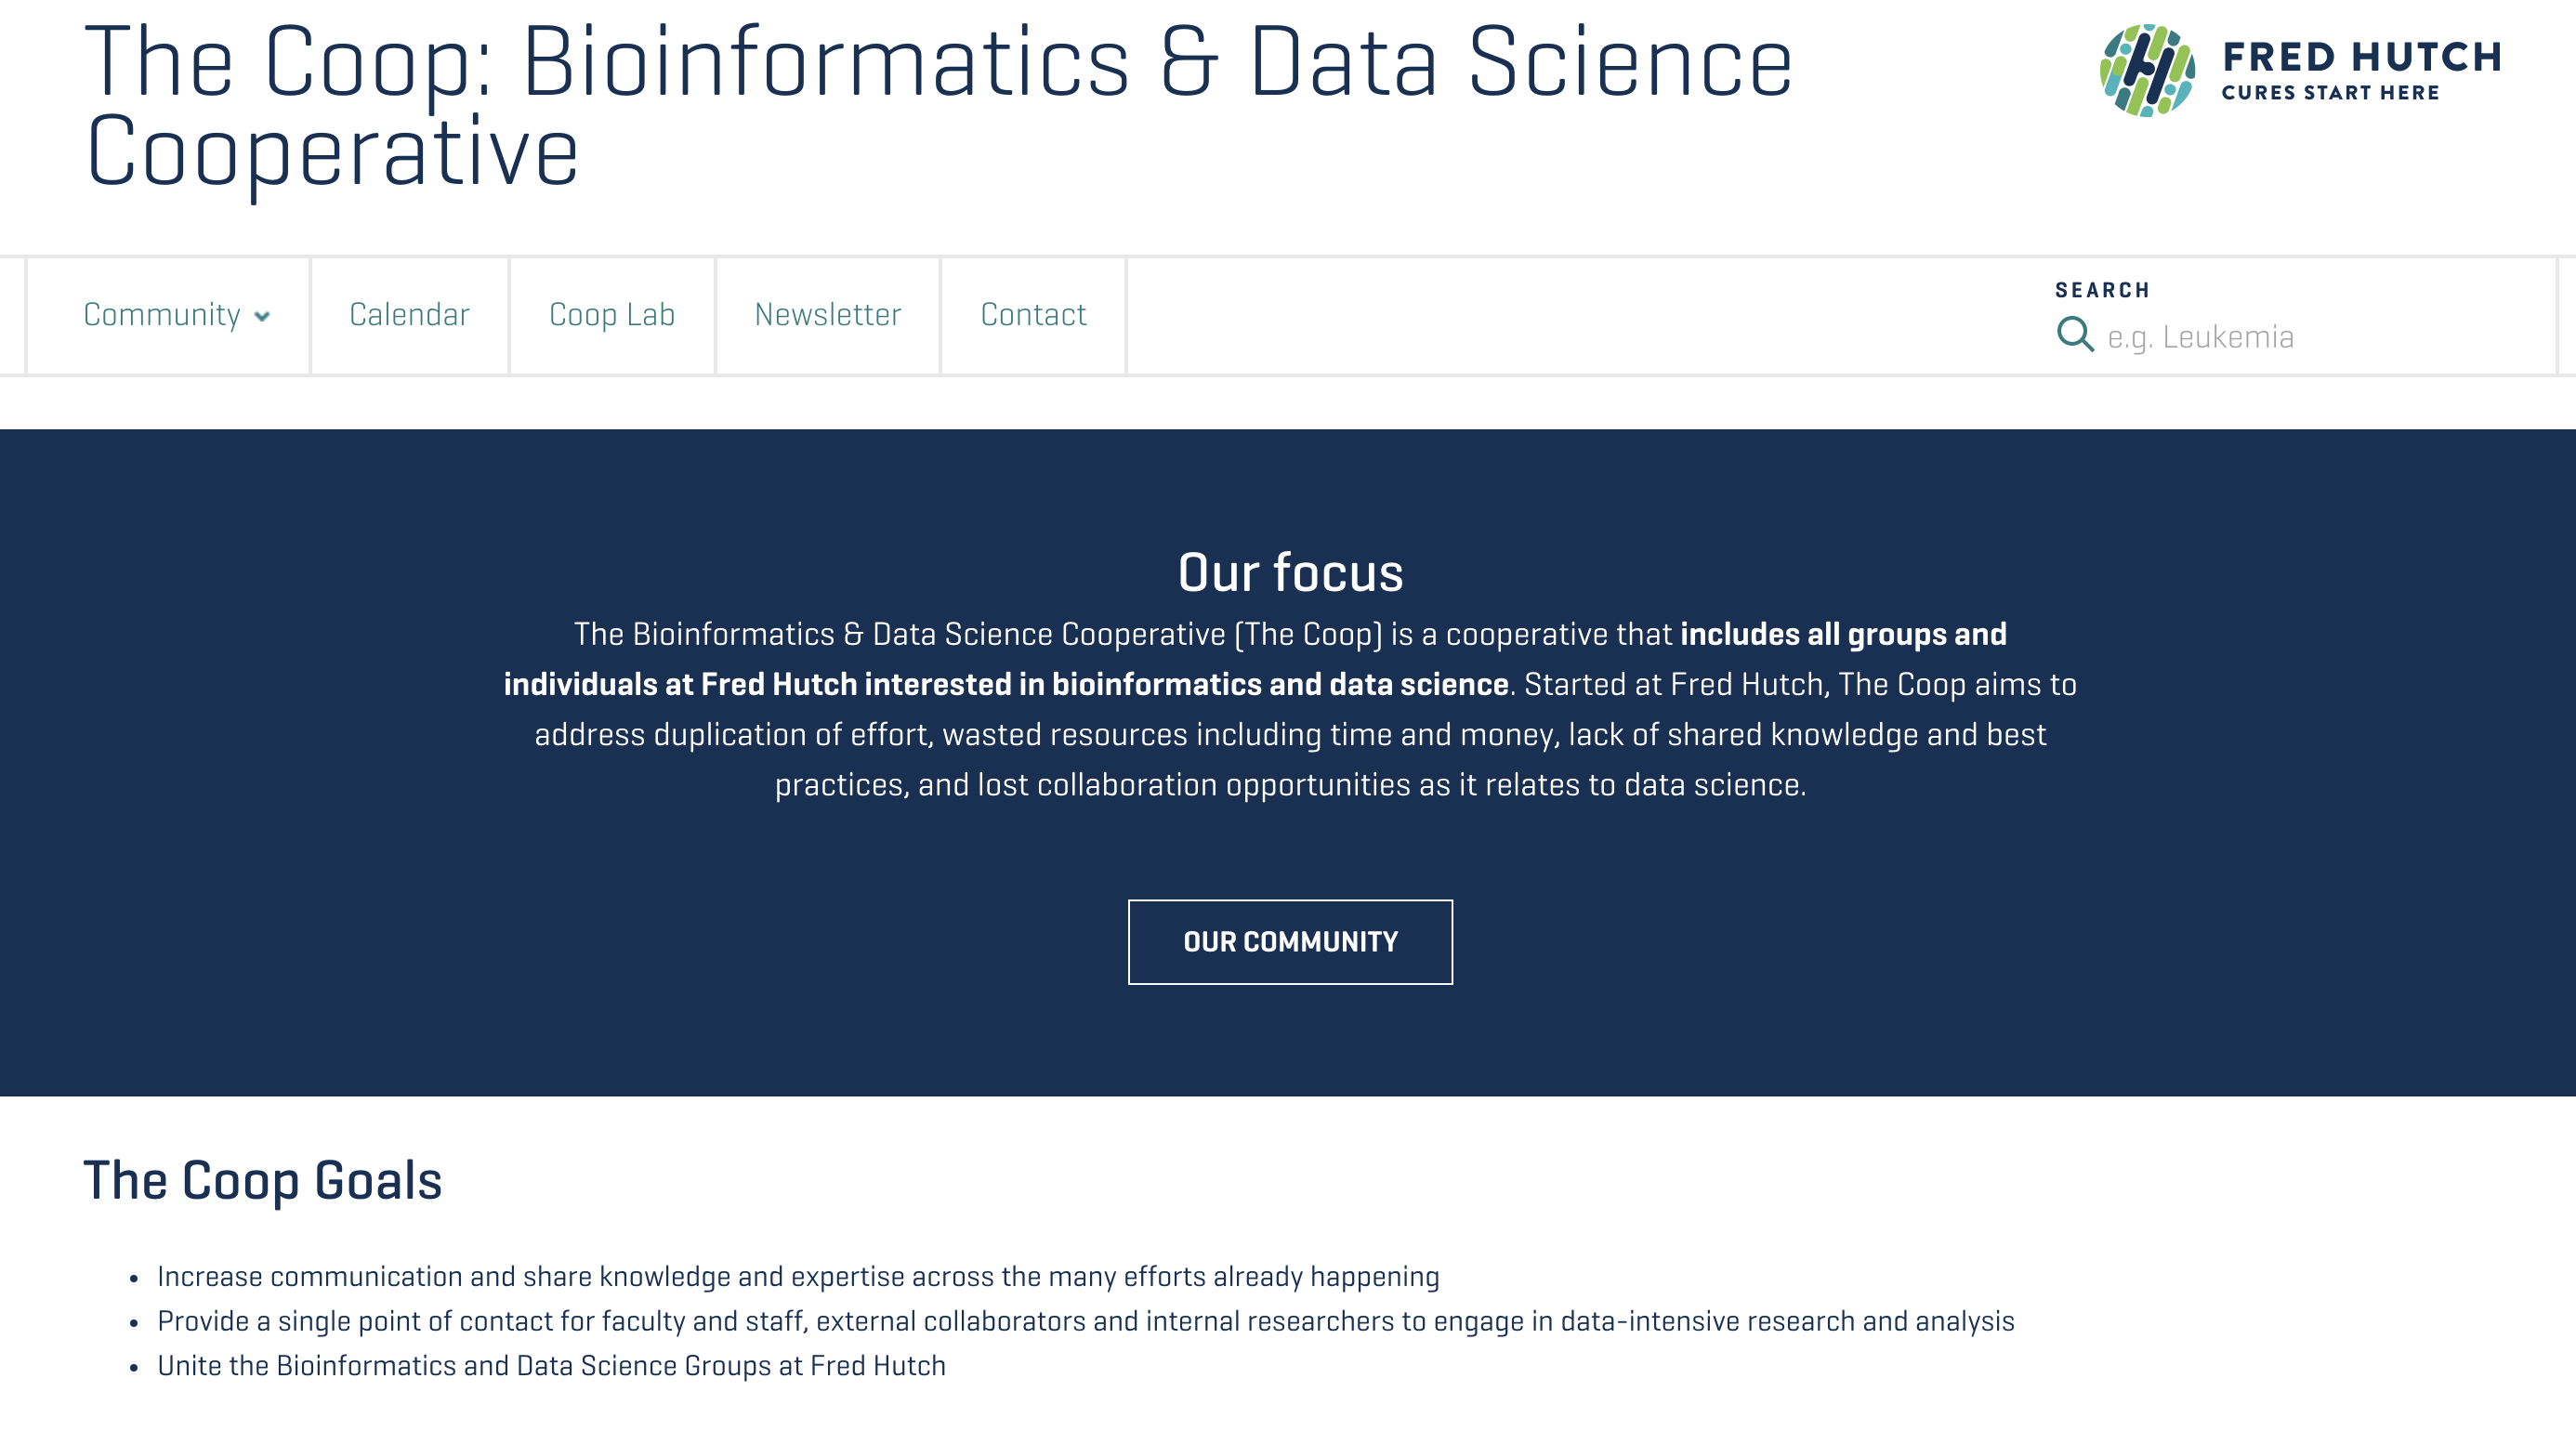 The Coop: Bioinformatics & Data Science
Cooperative
FRED HUTCH
CURES START HERE
Community
Calendar
Coop Lab
Newsletter
Contact
SEARCH
e.g. Leukemia
Our focus
The Bioinformatics & Data Science Cooperative (The Coop) is a cooperative that includes all groups and
individuals at Fred Hutch interested in bioinformatics and data science. Started at Fred Hutch, The Coop aims to
address duplication of effort, wasted resources including time and money, lack of shared knowledge and best
practices, and lost collaboration opportunities as it relates to data science.
OUR COMMUNITY
The Coop Goals
• Increase communication and share knowledge and expertise across the many efforts already happening
• Provide a single point of contact for faculty and staff, external collaborators and internal researchers to engage in data-intensive research and analysis
• Unite the Bioinformatics and Data Science Groups at Fred Hutch